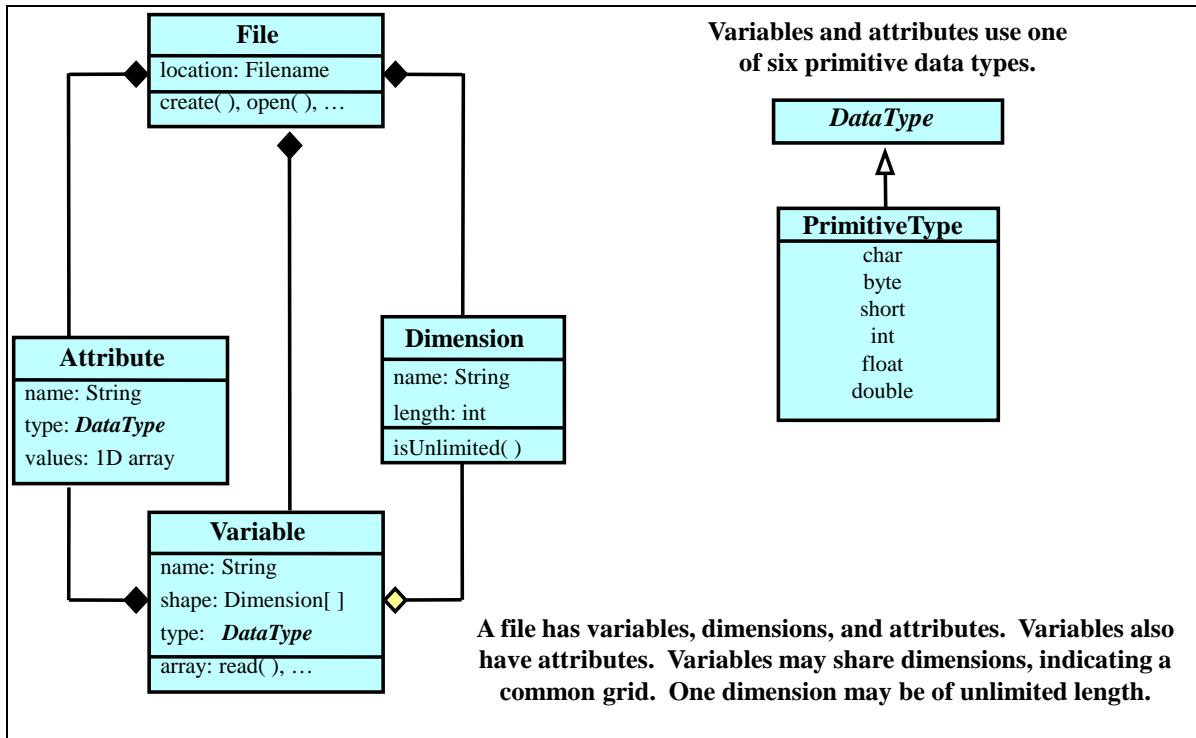 File
location: Filename
create( ), open( ), …
Variables and attributes use one
of six primitive data types.
DataType
PrimitiveType
char
byte
short
int
float
double
Attribute
name: String
type: DataType
values: 1D array
Dimension
name: String
length: int
isUnlimited( )
Variable
name: String
shape: Dimension[ ]
type: DataType
array: read( ), …
A file has variables, dimensions, and attributes. Variables also
have attributes. Variables may share dimensions, indicating a
common grid. One dimension may be of unlimited length.